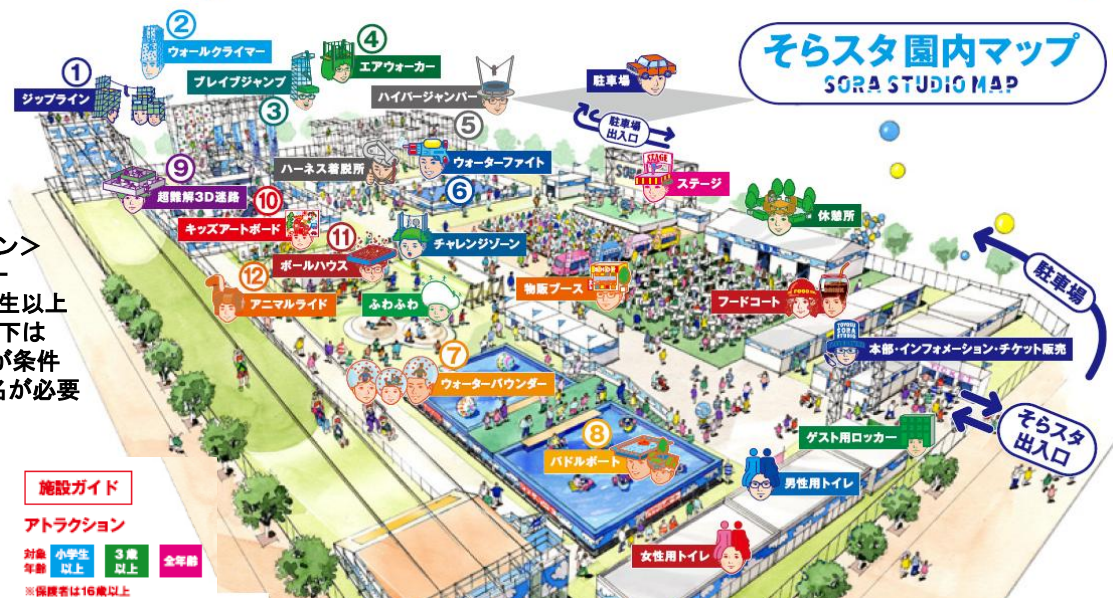 そらスタ園内マップ
SORA STUDIO MAP
②
ウォールクライマー
④
エアウォーカー
①
ジップライン
ブレイブジャンプ
③
ハイパージャンパー
⑤
駐車場
駐車場
出入口
⑨
超難解3D迷路
ハーネス着脱所
ウォーターファイト
⑥
STAGE
ステージ
休憩所
⑩
キッズアートボード
⑪
ボールハウス
チャレンジゾーン
⑫
アニマルライド
ふわふわ
物販ブース
フードコート
駐車場
本部・インフォメーション・チケット販売
⑦
ウォーターバウンダー
そらスタ
出入口
ゲスト用ロッカー
⑧
パドルボート
男性用トイレ
女性用トイレ
ン>
ー
生以上
下は
が条件
名が必要
施設ガイド
アトラクション
対象
年齢
小学生
以上
3歳
以上
全年齢
※保護者は16歳以上